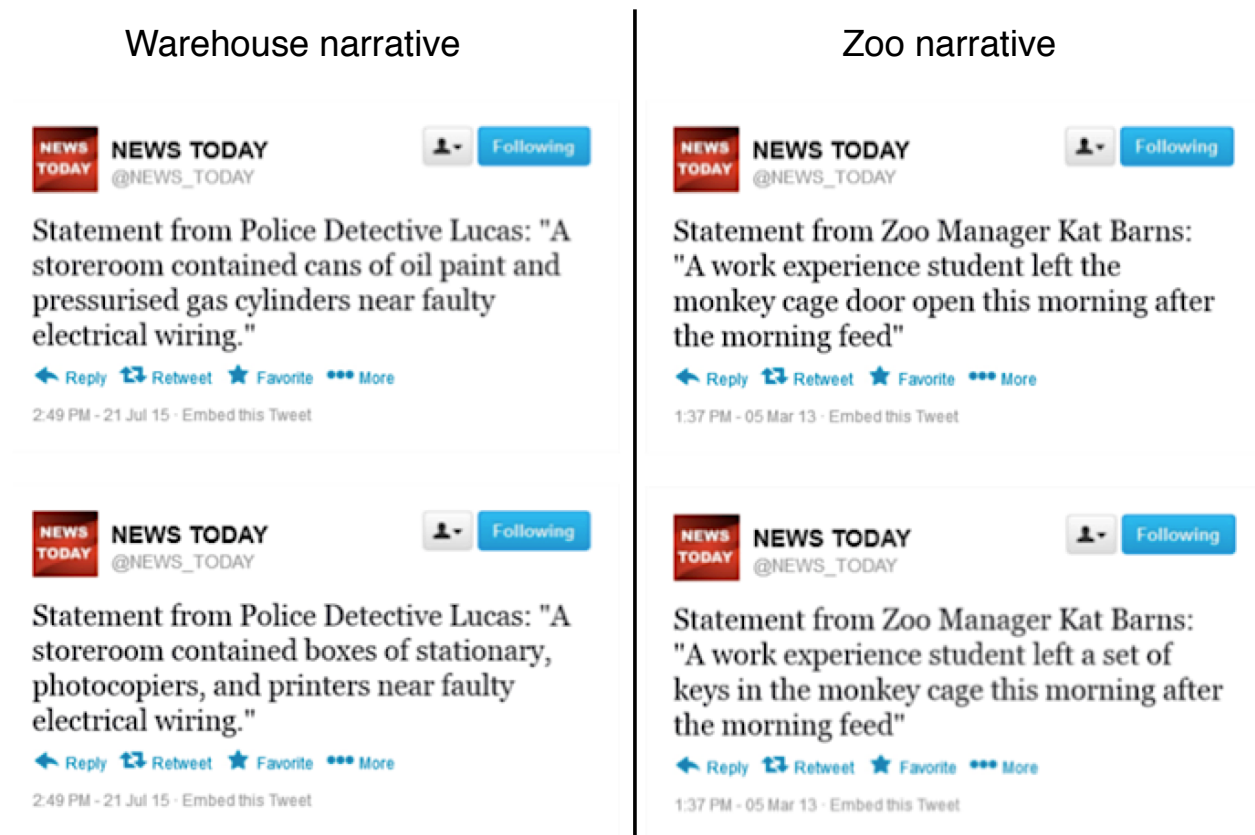 Warehouse narrative
NEWS TODAY
NEWS TODAY
@NEWS_TODAY
Following
Statement from Police Detective Lucas: "A
storeroom contained cans of oil paint and
pressurised gas cylinders near faulty
electrical wiring."
Reply Retweet Favorite More
2:49 PM - 21 Jul 15 · Embed this Tweet
NEWS TODAY
NEWS TODAY
@NEWS_TODAY
Following
Statement from Police Detective Lucas: "A
storeroom contained boxes of stationary,
photocopiers, and printers near faulty
electrical wiring."
Reply Retweet Favorite More
2:49 PM - 21 Jul 15 · Embed this Tweet
Zoo narrative
NEWS TODAY
NEWS TODAY
@NEWS_TODAY
Following
Statement from Zoo Manager Kat Barns:
"A work experience student left the
monkey cage door open this morning after
the morning feed"
Reply Retweet Favorite More
1:37 PM - 05 Mar 13 · Embed this Tweet
NEWS TODAY
NEWS TODAY
@NEWS_TODAY
Following
Statement from Zoo Manager Kat Barns:
"A work experience student left a set of
keys in the monkey cage this morning after
the morning feed"
Reply Retweet Favorite More
1:37 PM - 05 Mar 13 · Embed this Tweet